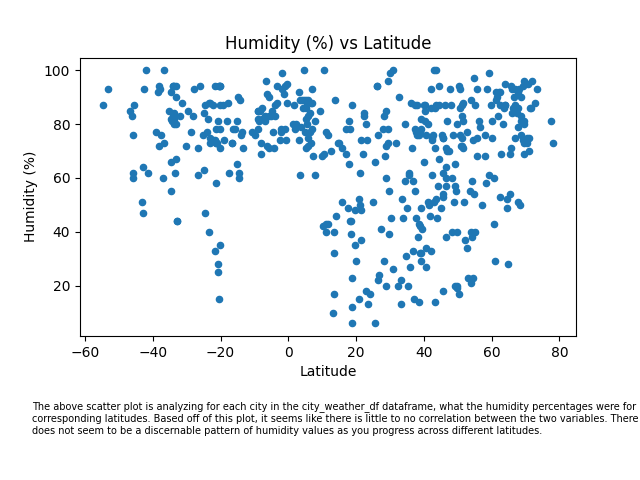 Humidity (%) vs Latitude
100
80
60
40
20
Humidity (%)
−60 −40 −20 0 20 40 60 80
Latitude
The above scatter plot is analyzing for each city in the city_weather_df dataframe, what the humidity percentages were for
corresponding latitudes. Based off of this plot, it seems like there is little to no correlation between the two variables. There
does not seem to be a discernable pattern of humidity values as you progress across different latitudes.